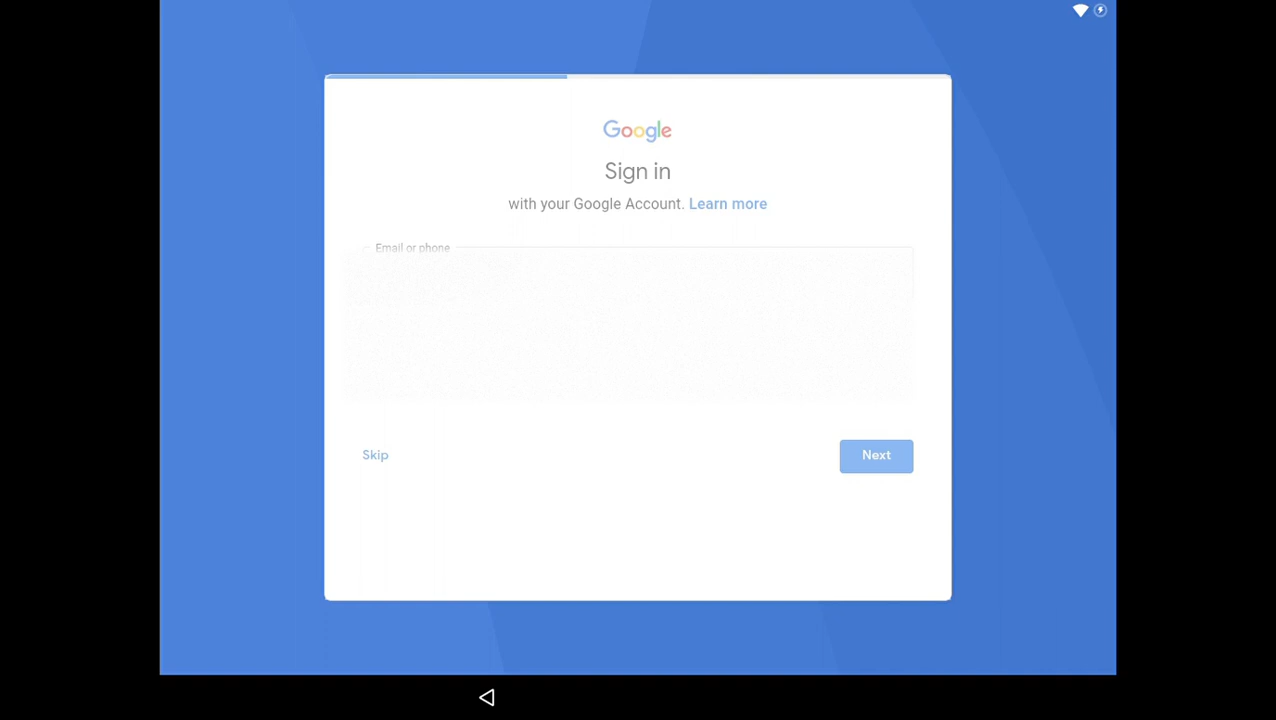 Google
Sign in
with your Google Account. Learn more
Email or phone
Skip
Next